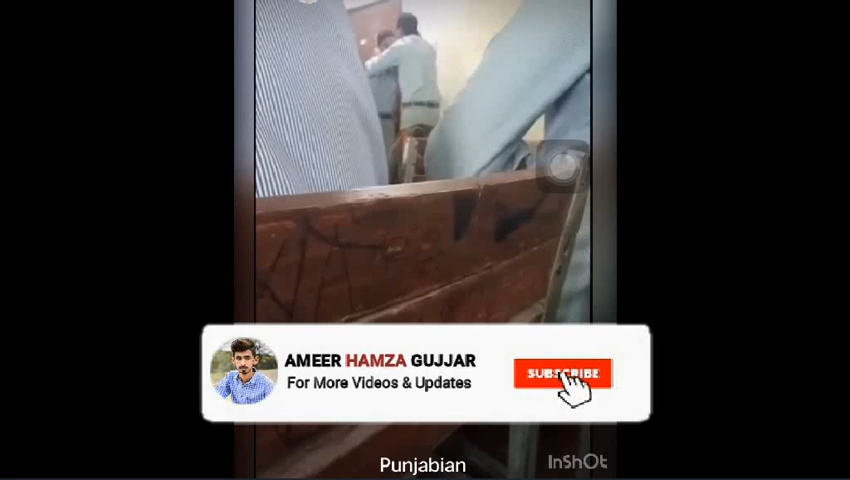 AMEER HAMZA GUJJAR
For More Videos & Updates
SUBSCRIBE
Punjabian
InShOt